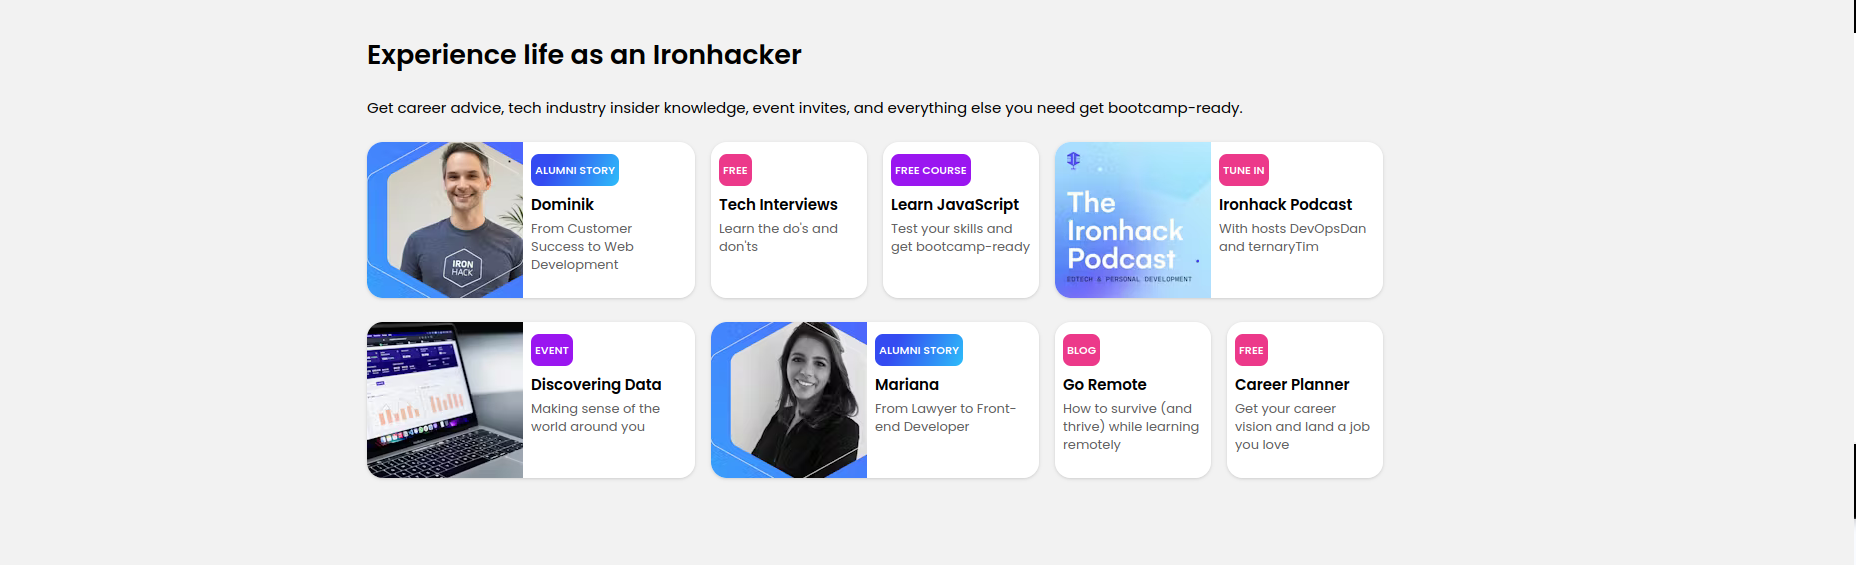 Experience life as an Ironhacker
Get career advice, tech industry insider knowledge, event invites, and everything else you need get bootcamp-ready.
IRON
HACK
ALUMNI STORY
Dominik
From Customer
Success to Web
Development
FREE
Tech Interviews
Learn the do's and
don'ts
FREE COURSE
Learn JavaScript
Test your skills and
get bootcamp-ready
The
Ironhack
Podcast
EDTECH & PERSONAL DEVELOPMENT
TUNE IN
Ironhack Podcast
With hosts DevOpsDan
and ternaryTim
EVENT
Discovering Data
Making sense of the
world around you
ALUMNI STORY
Mariana
From Lawyer to Front-
end Developer
BLOG
Go Remote
How to survive (and
thrive) while learning
remotely
FREE
Career Planner
Get your career
vision and land a job
you love